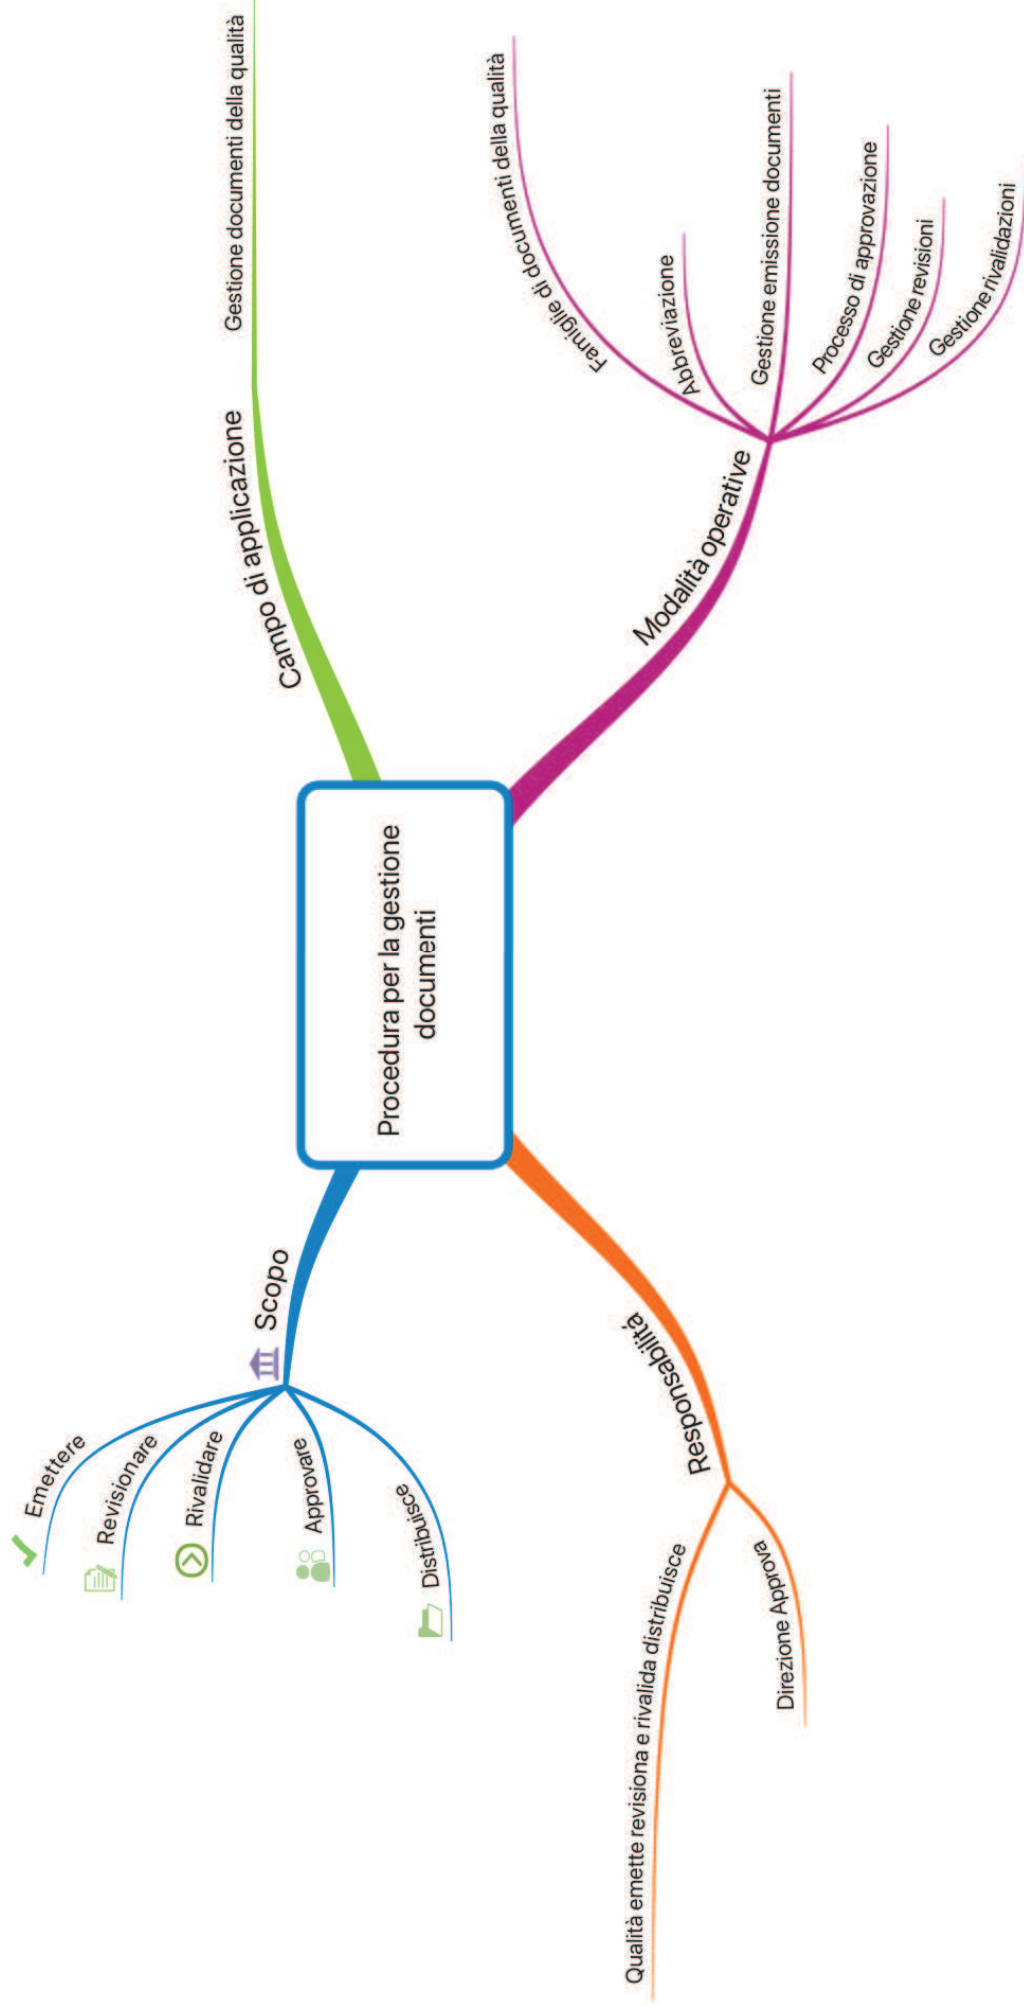 Procedura per la gestione
documenti
Scopo
Emettere
Revisionare
Rivalidare
Approvare
Distribuisce
Campo di applicazione
Gestione documenti della qualità
Modalità operative
Famiglie di documenti della qualità
Abbreviazione
Gestione emissione documenti
Processo di approvazione
Gestione revisioni
Gestione rivalidazioni
Responsabilitá
Qualità emette revisiona e rivalida distribuisce
Direzione Approva